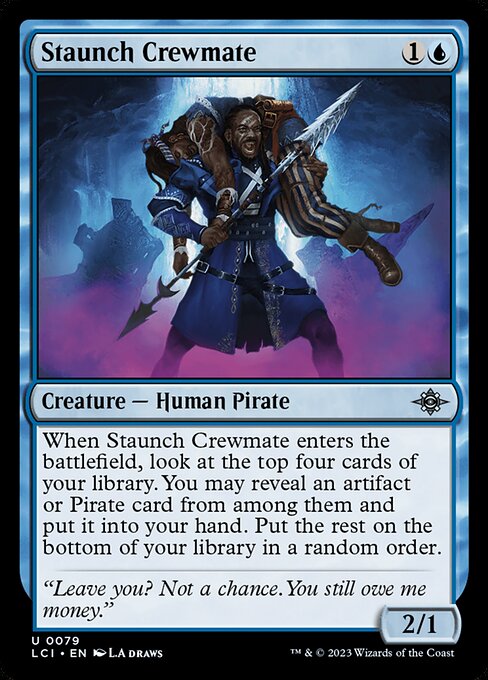 Staunch Crewmate 1
Creature — Human Pirate
When Staunch Crewmate enters the
battlefield, look at the top four cards of
your library. You may reveal an artifact
or Pirate card from among them and
put it into your hand. Put the rest on the
bottom of your library in a random order.
“Leave you? Not a chance. You still owe me
money.”
2/1
U 0079
LCI • EN L.A DRAWS
™ & © 2023 Wizards of the Coast